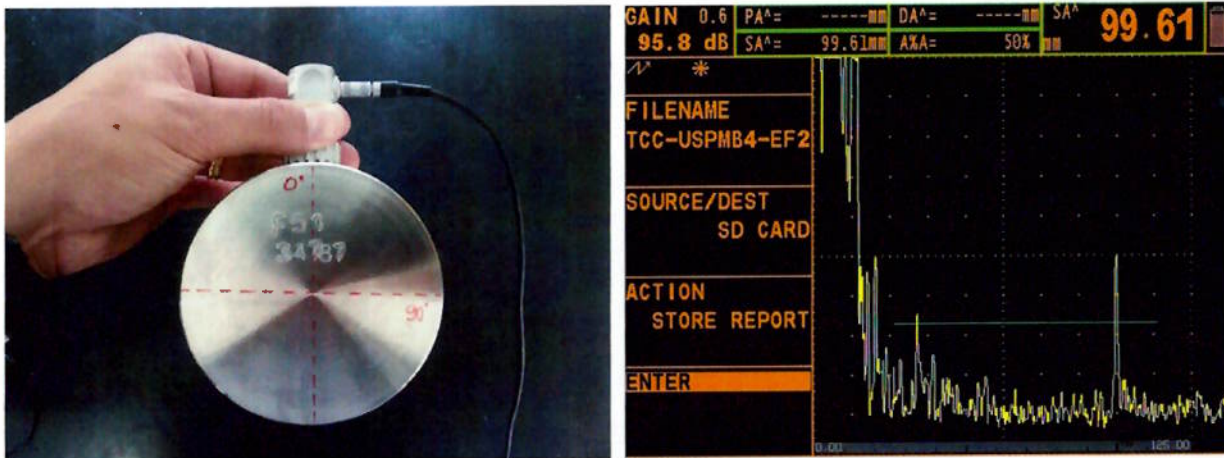 0°
34787
90°
GAIN 0.6
95.8 dB
PA^= -----mm
DA^= -----mm
SA^= 99.61mm
A%A= 50%
SA^
mm 99.61
FILENAME
TCC-USPMB4-EF2
SOURCE/DEST
SD CARD
ACTION
STORE REPORT
ENTER
0.00 125.00